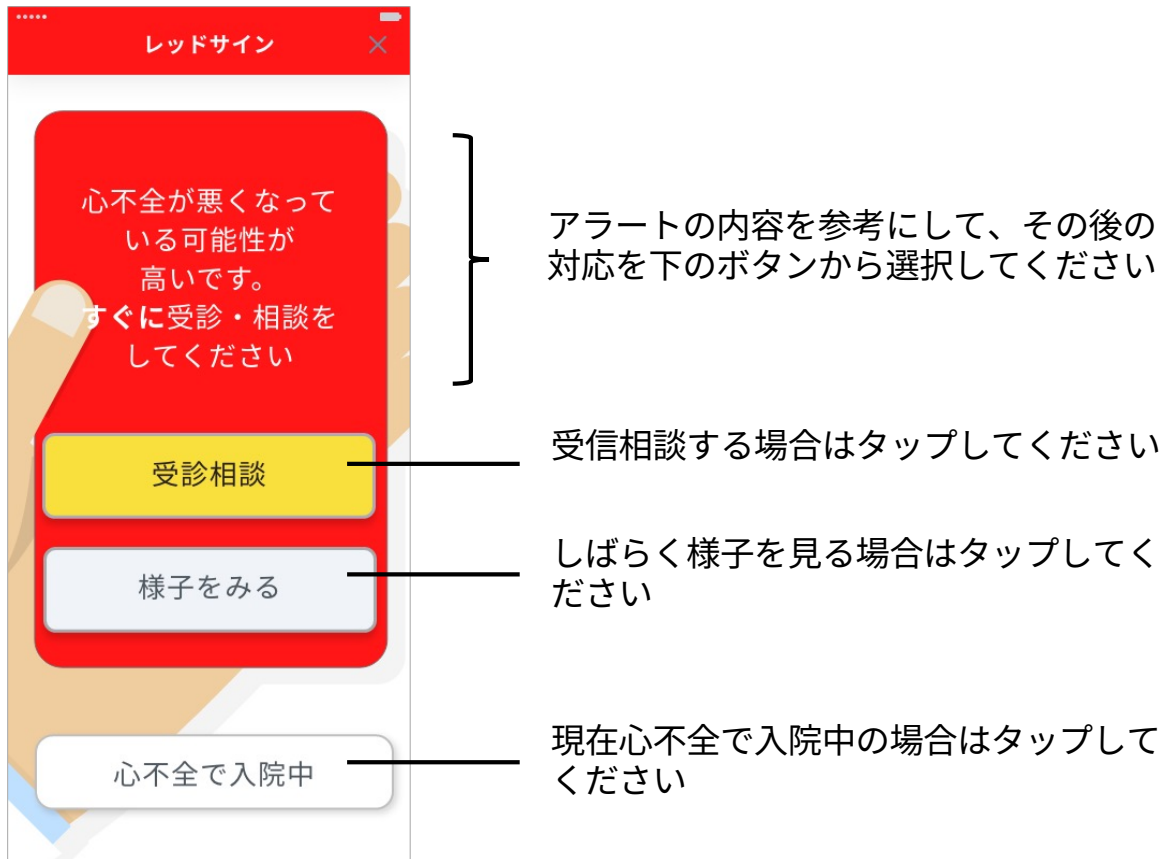 レッドサイン
心不全が悪くなって
いる可能性が
高いです。
すぐに受診・相談を
してください
受診相談
様子をみる
心不全で入院中
アラートの内容を参考にして、その後の
対応を下のボタンから選択してください
受信相談する場合はタップしてください
しばらく様子を見る場合はタップしてく
ださい
現在心不全で入院中の場合はタップして
ください